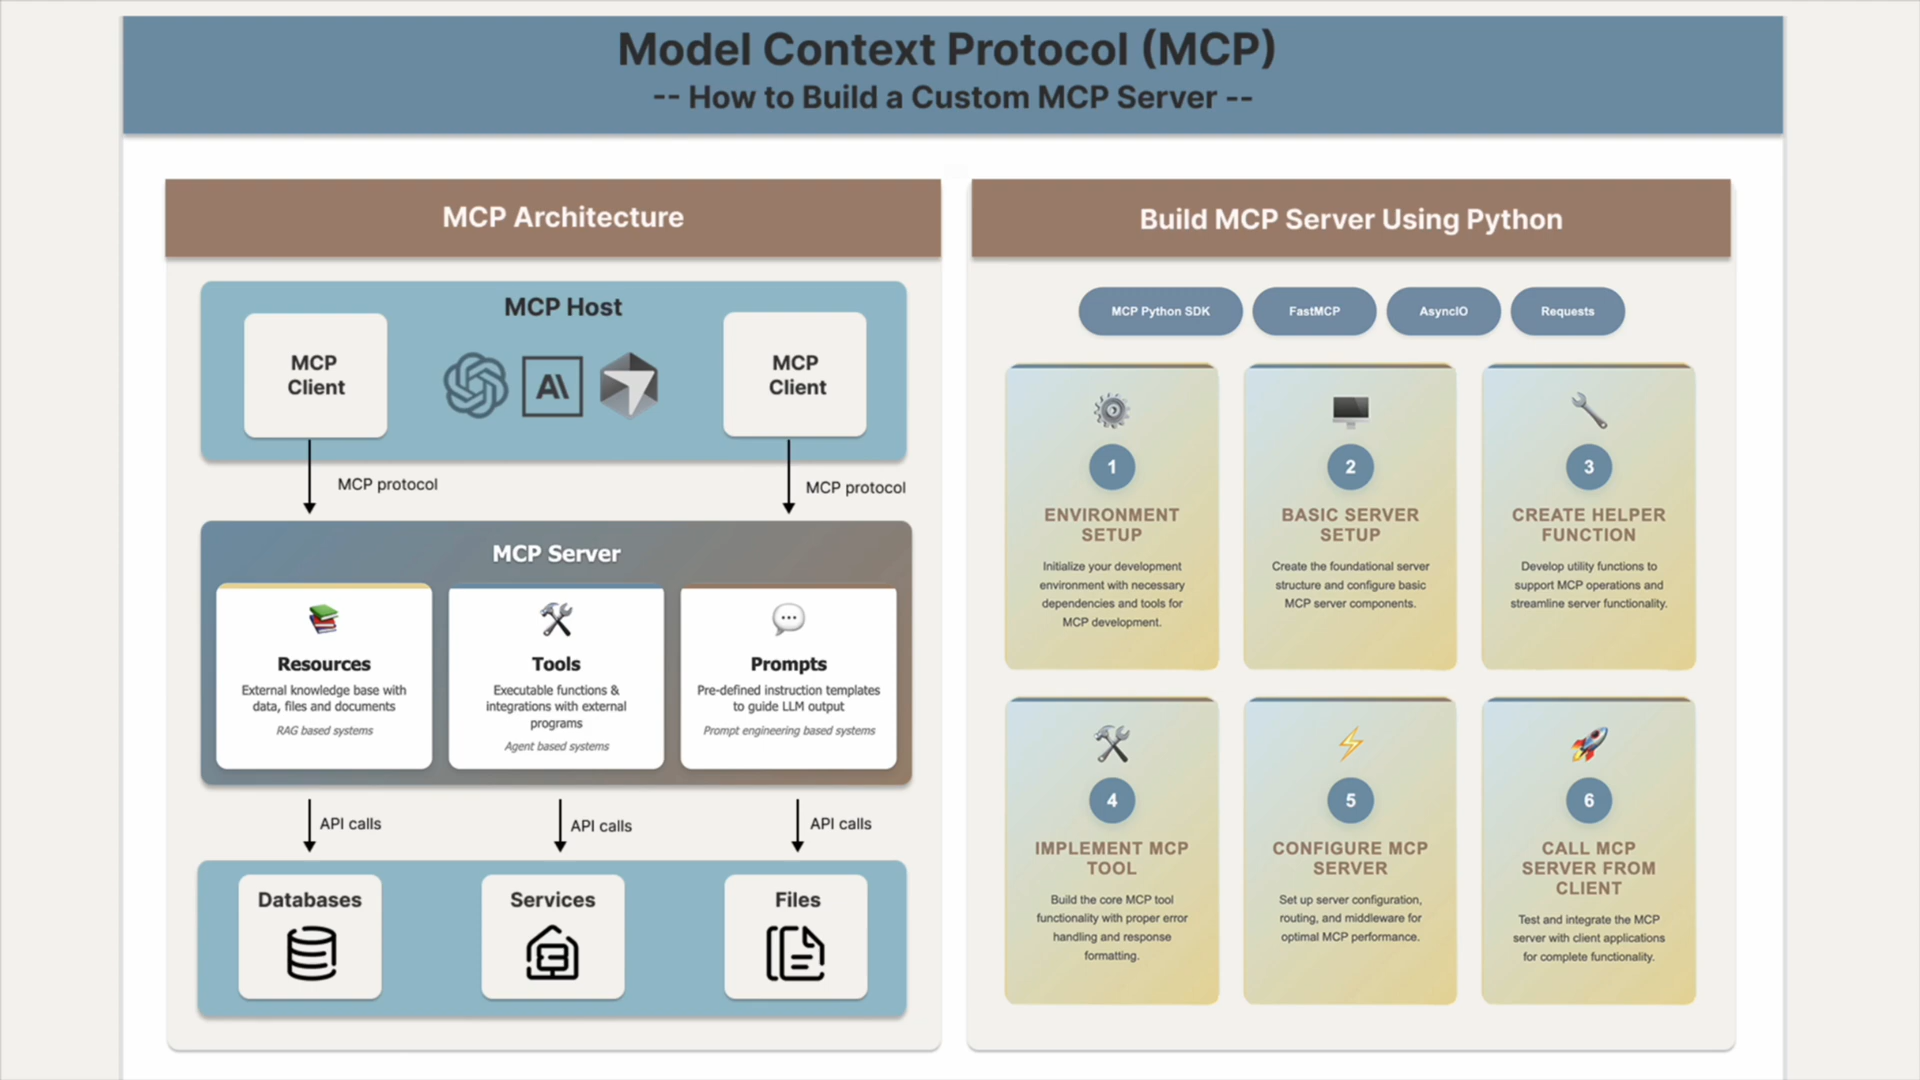 Model Context Protocol (MCP)
-- How to Build a Custom MCP Server --
MCP Architecture
MCP Host
MCP
Client
A\
MCP
Client
MCP protocol
MCP protocol
MCP Server
Resources
External knowledge base with
data, files and documents
RAG based systems
Tools
Executable functions &
integrations with external
programs
Agent based systems
Prompts
Pre-defined instruction templates
to guide LLM output
Prompt engineering based systems
API calls
API calls
API calls
Databases
Services
Files
Build MCP Server Using Python
MCP Python SDK
FastMCP
AsyncIO
Requests
1
ENVIRONMENT
SETUP
Initialize your development
environment with necessary
dependencies and tools for
MCP development.
2
BASIC SERVER
SETUP
Create the foundational server
structure and configure basic
MCP server components.
3
CREATE HELPER
FUNCTION
Develop utility functions to
support MCP operations and
streamline server functionality.
4
IMPLEMENT MCP
TOOL
Build the core MCP tool
functionality with proper error
handling and response
formatting.
5
CONFIGURE MCP
SERVER
Set up server configuration,
routing, and middleware for
optimal MCP performance.
6
CALL MCP
SERVER FROM
CLIENT
Test and integrate the MCP
server with client applications
for complete functionality.